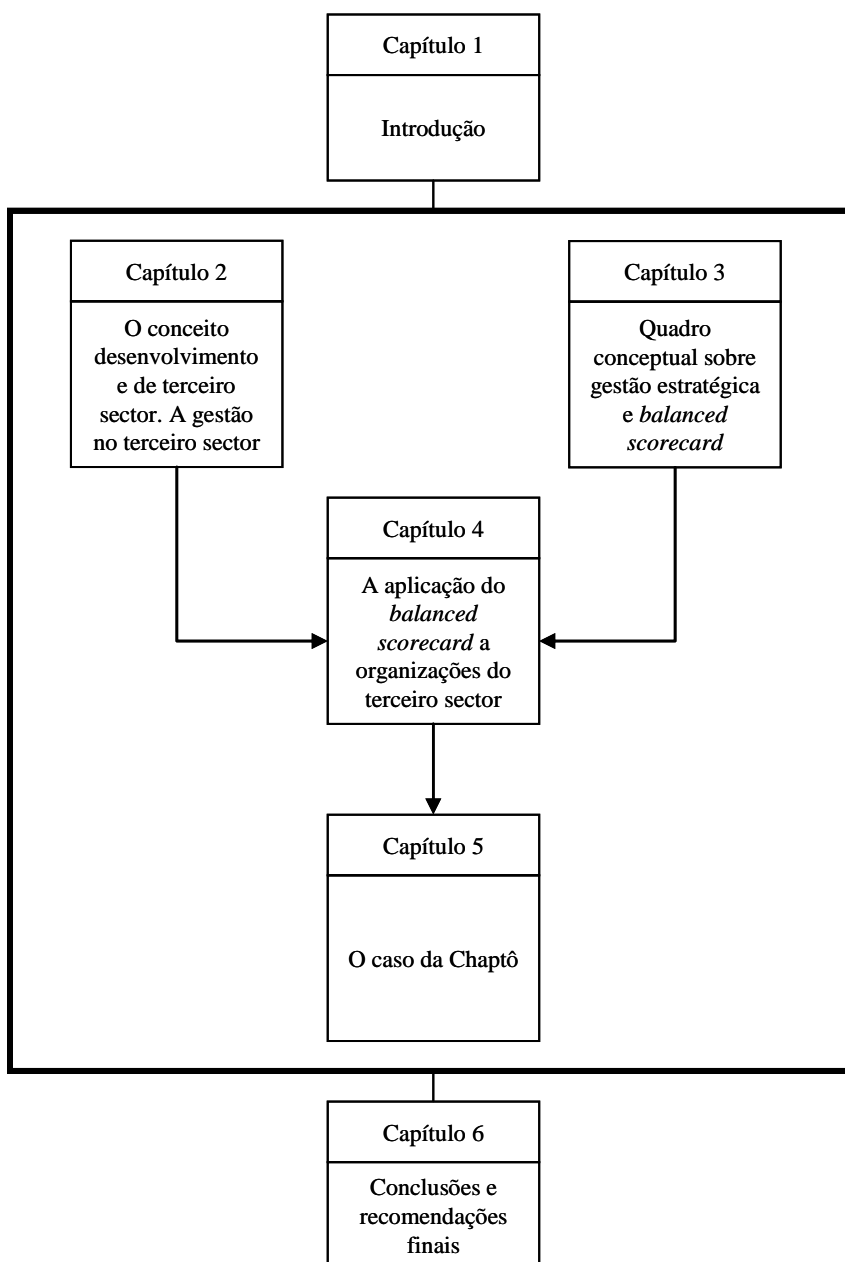 Capítulo 1
Introdução
Capítulo 2
O conceito
desenvolvimento
e de terceiro
sector. A gestão
no terceiro sector
Capítulo 3
Quadro
conceptual sobre
gestão estratégica
e balanced
scorecard
Capítulo 4
A aplicação do
balanced
scorecard a
organizações do
terceiro sector
Capítulo 5
O caso da Chaptô
Capítulo 6
Conclusões e
recomendações
finais